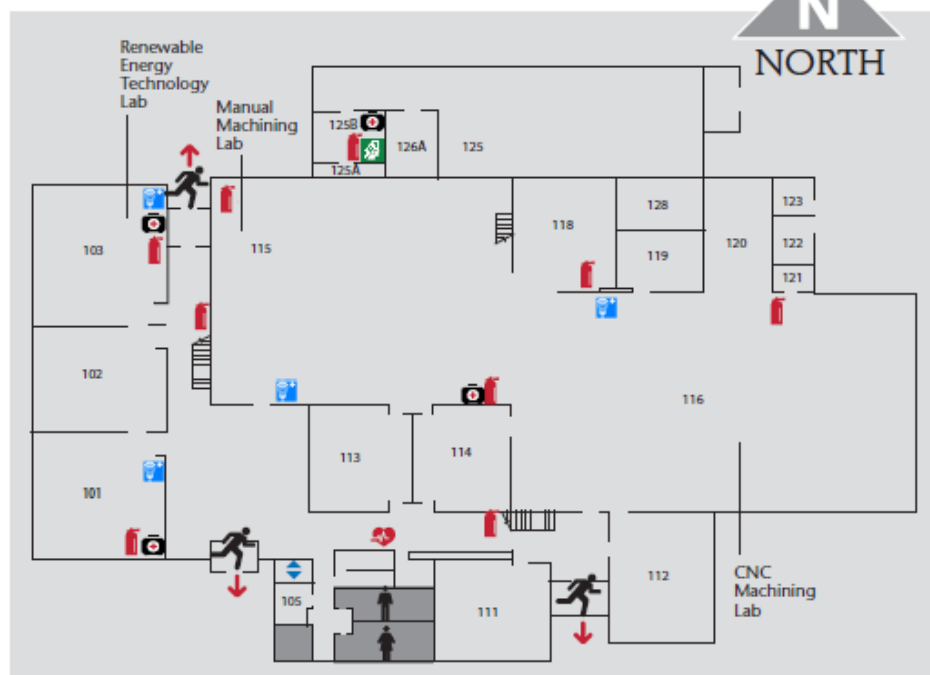 N
NORTH
Renewable
Energy
Technology
Lab
Manual
Machining
Lab
125B
126A
125
125A
103
115
118
128
119
120
123
122
121
102
116
113
114
101
105
111
112
CNC
Machining
Lab